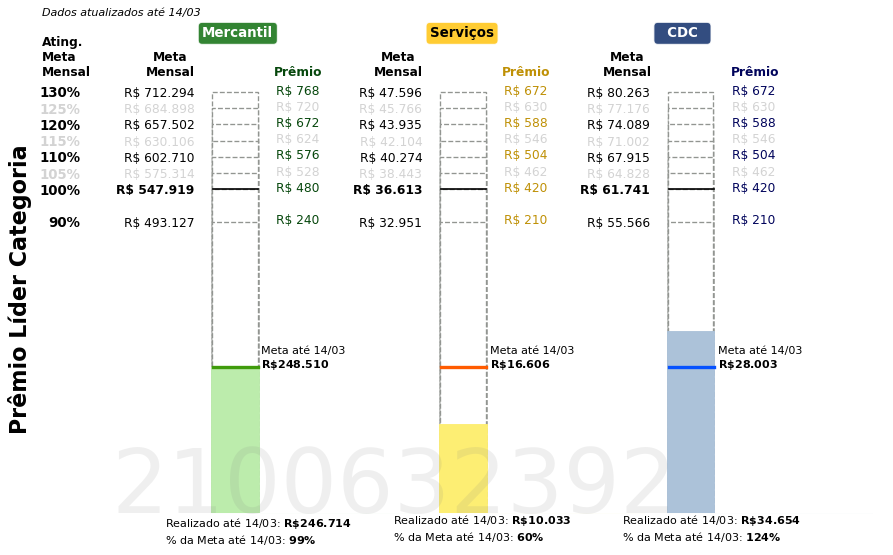 Dados atualizados até 14/03
Mercantil
Serviços
CDC
Ating.
Meta
Mensal
Meta
Mensal
Prêmio
Meta
Mensal
Prêmio
Meta
Mensal
Prêmio
130% R$ 712.294 R$ 768 R$ 47.596 R$ 672 R$ 80.263 R$ 672
125% R$ 684.898 R$ 720 R$ 45.766 R$ 630 R$ 77.176 R$ 630
120% R$ 657.502 R$ 672 R$ 43.935 R$ 588 R$ 74.089 R$ 588
115% R$ 630.106 R$ 624 R$ 42.104 R$ 546 R$ 71.002 R$ 546
110% R$ 602.710 R$ 576 R$ 40.274 R$ 504 R$ 67.915 R$ 504
105% R$ 575.314 R$ 528 R$ 38.443 R$ 462 R$ 64.828 R$ 462
100% R$ 547.919 R$ 480 R$ 36.613 R$ 420 R$ 61.741 R$ 420
90% R$ 493.127 R$ 240 R$ 32.951 R$ 210 R$ 55.566 R$ 210
Prêmio Líder Categoria
Meta até 14/03
R$248.510
Meta até 14/03
R$16.606
Meta até 14/03
R$28.003
2100632392
Realizado até 14/03: R$246.714
% da Meta até 14/03: 99%
Realizado até 14/03: R$10.033
% da Meta até 14/03: 60%
Realizado até 14/03: R$34.654
% da Meta até 14/03: 124%